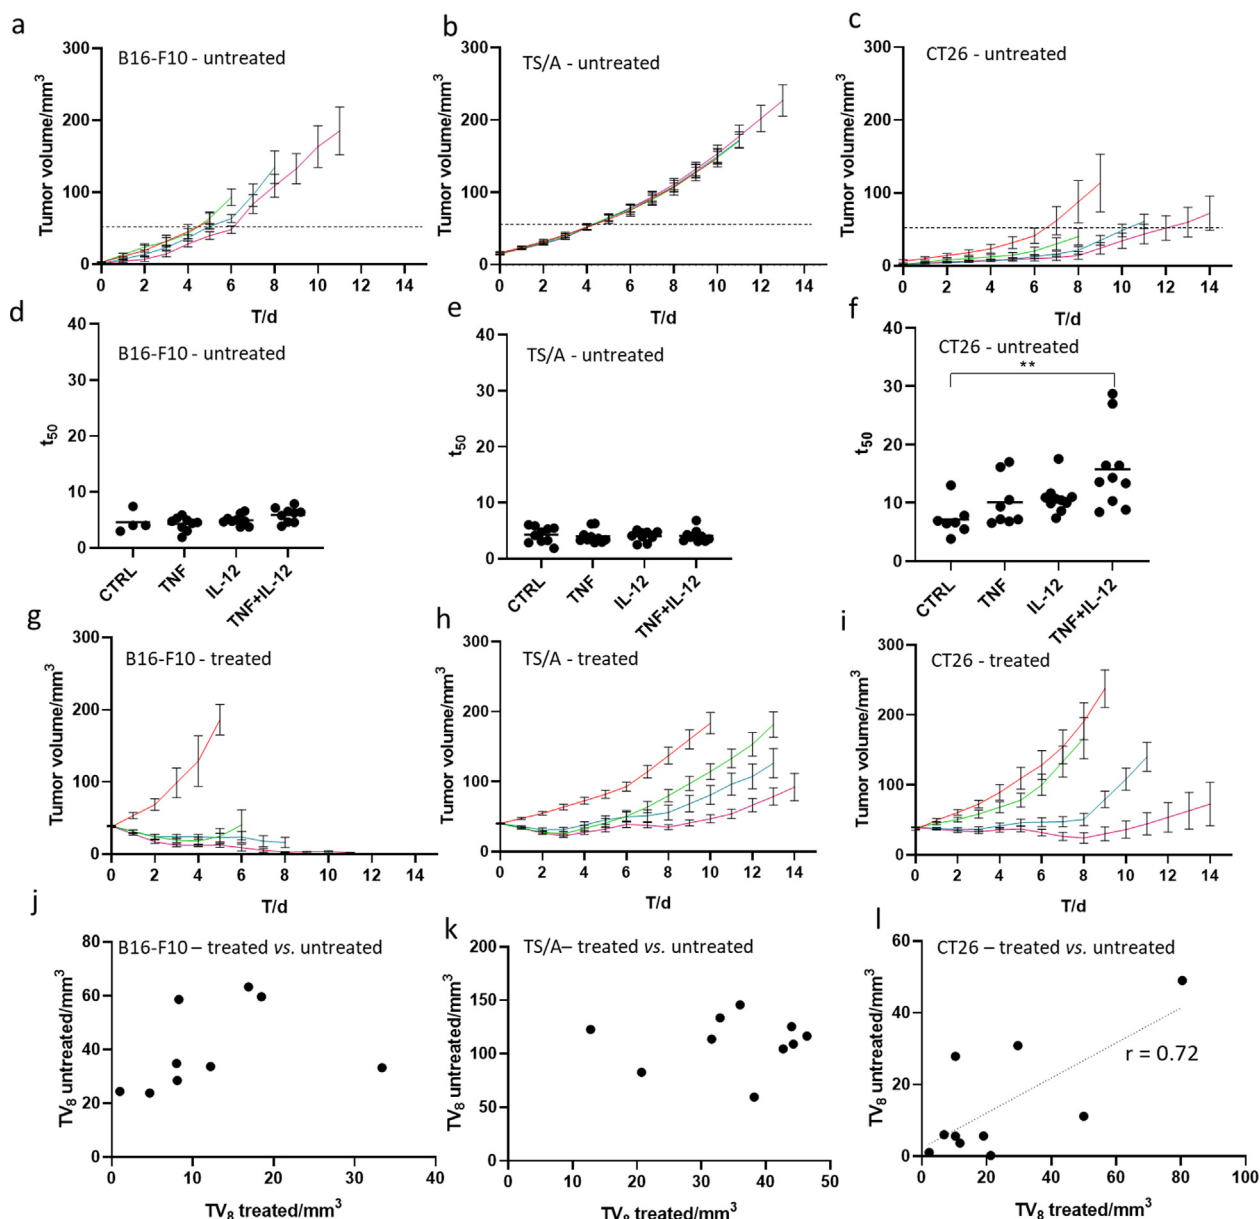 a
B16-F10 - untreated
Tumor volume/mm³
300
200
100
0
0 2 4 6 8 10 12 14
T/d
b
TS/A - untreated
Tumor volume/mm³
300
200
100
0
0 2 4 6 8 10 12 14
T/d
c
CT26 - untreated
Tumor volume/mm³
300
200
100
0
0 2 4 6 8 10 12 14
T/d
d
B16-F10 - untreated
t₅₀
40
30
20
10
0
CTRL TNF IL-12 TNF+IL-12
e
TS/A - untreated
t₅₀
40
30
20
10
0
CTRL TNF IL-12 TNF+IL-12
f
CT26 - untreated
**
t₅₀
40
30
20
10
0
CTRL TNF IL-12 TNF+IL-12
g
B16-F10 - treated
Tumor volume/mm³
300
200
100
0
0 2 4 6 8 10 12 14
T/d
h
TS/A - treated
Tumor volume/mm³
300
200
100
0
0 2 4 6 8 10 12 14
T/d
i
CT26 - treated
Tumor volume/mm³
300
200
100
0
0 2 4 6 8 10 12 14
T/d
j
B16-F10 – treated vs. untreated
TV₈ untreated/mm³
80
60
40
20
0
0 10 20 30 40
TV₈ treated/mm³
k
TS/A– treated vs. untreated
TV₈ untreated/mm³
200
150
100
50
0
0 10 20 30 40 50
TV₈ treated/mm³
l
CT26 – treated vs. untreated
TV₈ untreated/mm³
60
40
20
0
r = 0.72
0 20 40 60 80 100
TV₈ treated/mm³